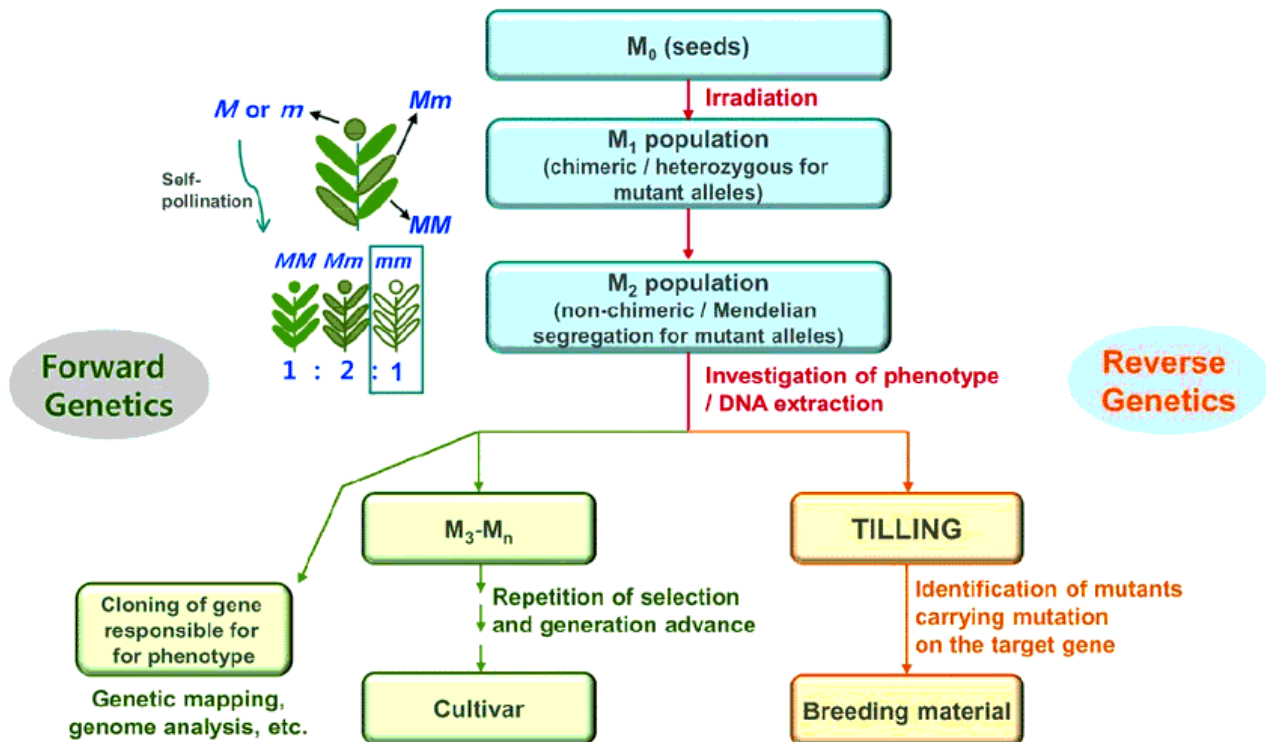 M₀ (seeds)
Irradiation
M or m
Mm
M₁ population
(chimeric / heterozygous for
mutant alleles)
Self-
pollination
MM
MM Mm mm
M₂ population
(non-chimeric / Mendelian
segregation for mutant alleles)
1 : 2 : 1
Forward
Genetics
Reverse
Genetics
Investigation of phenotype
/ DNA extraction
M₃-Mₙ
TILLING
Cloning of gene
responsible for
for phenotype
Repetition of selection
and generation advance
Identification of mutants
carrying mutation
on the target gene
Genetic mapping,
genome analysis, etc.
Cultivar
Breeding material